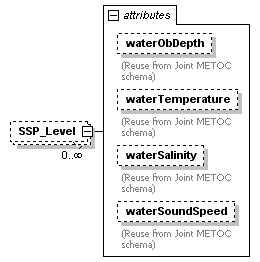 attributes
waterObDepth
(Reuse from Joint METOC
schema)
waterTemperature
(Reuse from Joint METOC
schema)
SSP_Level
0..∞
waterSalinity
(Reuse from Joint METOC
schema)
waterSoundSpeed
(Reuse from Joint METOC
schema)